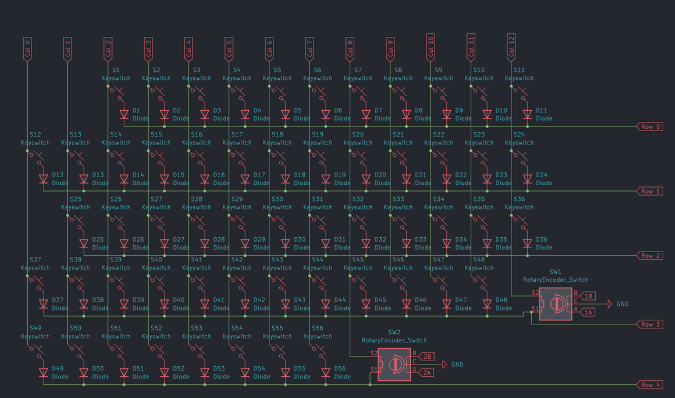 Col 0 Col 1 Col 2 Col 3 Col 4 Col 5 Col 6 Col 7 Col 8 Col 9 Col 10 Col 11 Col 12
S1 S2 S3 S4 S5 S6 S7 S8 S9 S10 S11
Keyswitch Keyswitch Keyswitch Keyswitch Keyswitch Keyswitch Keyswitch Keyswitch Keyswitch Keyswitch Keyswitch
D1 D2 D3 D4 D5 D6 D7 D8 D9 D10 D11
Diode Diode Diode Diode Diode Diode Diode Diode Diode Diode Diode
Row 0
S12 S13 S14 S15 S16 S17 S18 S19 S20 S21 S22 S23 S24
Keyswitch Keyswitch Keyswitch Keyswitch Keyswitch Keyswitch Keyswitch Keyswitch Keyswitch Keyswitch Keyswitch Keyswitch Keyswitch
D12 D13 D14 D15 D16 D17 D18 D19 D20 D21 D22 D23 D24
Diode Diode Diode Diode Diode Diode Diode Diode Diode Diode Diode Diode Diode
Row 1
S25 S26 S27 S28 S29 S30 S31 S32 S33 S34 S35 S36
Keyswitch Keyswitch Keyswitch Keyswitch Keyswitch Keyswitch Keyswitch Keyswitch Keyswitch Keyswitch Keyswitch Keyswitch
D25 D26 D27 D28 D29 D30 D31 D32 D33 D34 D35 D36
Diode Diode Diode Diode Diode Diode Diode Diode Diode Diode Diode Diode
Row 2
S37 S38 S39 S40 S41 S42 S43 S44 S45 S46 S47 S48
Keyswitch Keyswitch Keyswitch Keyswitch Keyswitch Keyswitch Keyswitch Keyswitch Keyswitch Keyswitch Keyswitch Keyswitch
SW1
RotaryEncoder_Switch
S2 B 1B
C GND
S1 A 1A
D37 D38 D39 D40 D41 D42 D43 D44 D45 D46 D47 D48
Diode Diode Diode Diode Diode Diode Diode Diode Diode Diode Diode Diode
Row 3
S49 S50 S51 S52 S53 S54 S55 S56
Keyswitch Keyswitch Keyswitch Keyswitch Keyswitch Keyswitch Keyswitch Keyswitch
SW2
RotaryEncoder_Switch
S2 B 2B
C GND
S1 A 2A
D49 D50 D51 D52 D53 D54 D55 D56
Diode Diode Diode Diode Diode Diode Diode Diode
Row 4